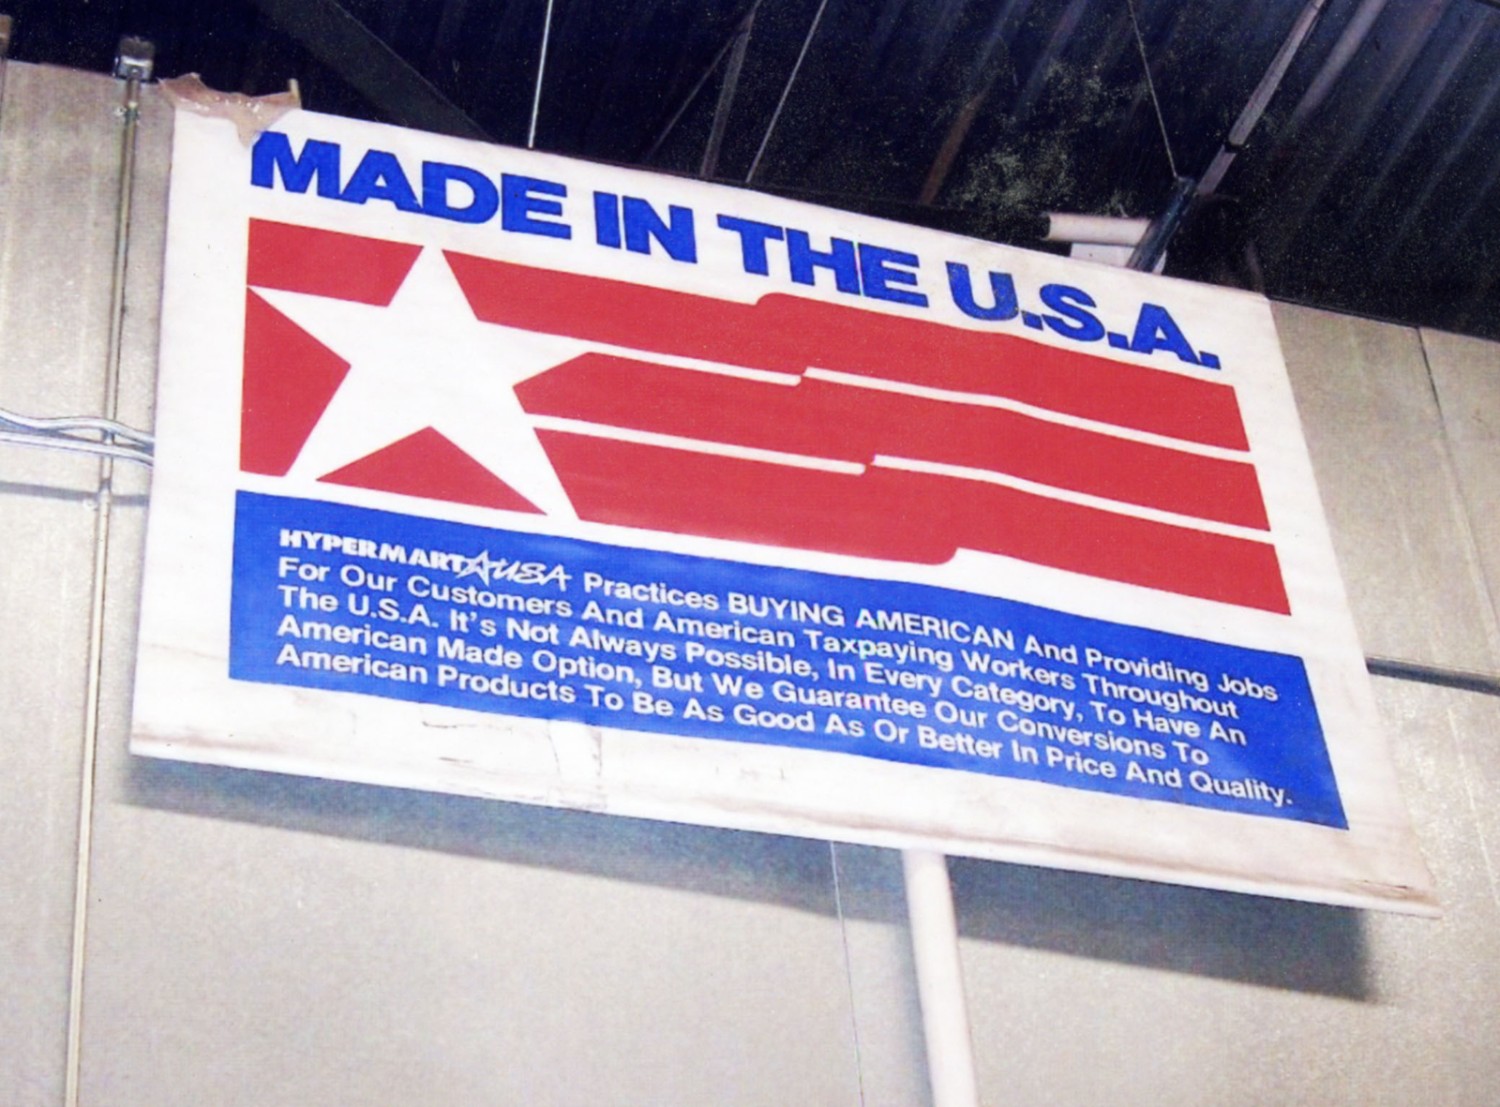 MADE IN THE U.S.A.
HYPERMART USA Practices BUYING AMERICAN And Providing Jobs
For Our Customers And American Taxpaying Workers Throughout
The U.S.A. It's Not Always Possible, In Every Category, To Have An
American Made Option, But We Guarantee Our Conversions To
American Products To Be As Good As Or Better In Price And Quality.